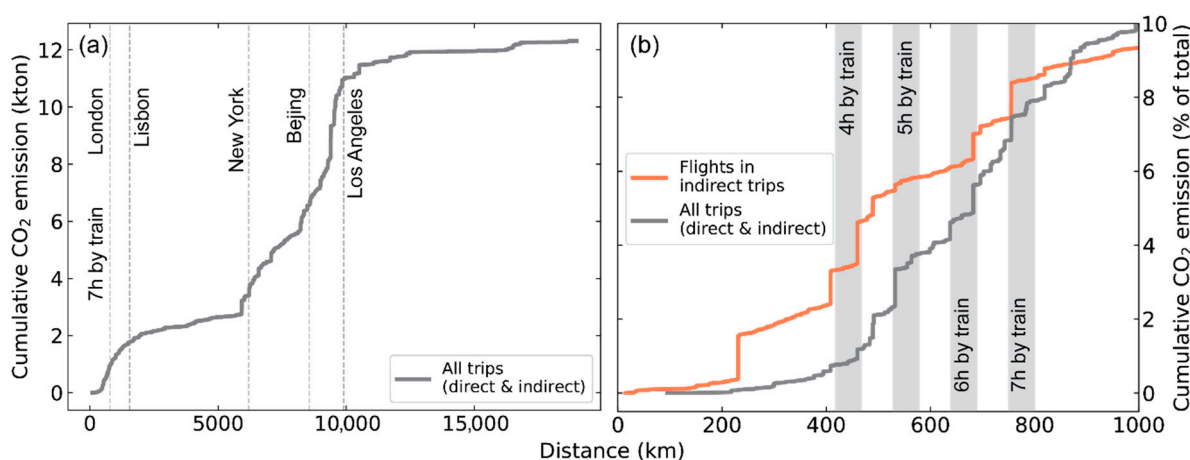 (a)
Cumulative CO2 emission (kton)
12
10
8
6
4
2
0
7h by train
London
Lisbon
New York
Bejing
Los Angeles
All trips
(direct & indirect)
0
5000
10,000
15,000
(b)
4h by train
5h by train
6h by train
7h by train
Flights in
indirect trips
All trips
(direct & indirect)
10
8
6
4
2
0
Cumulative CO2 emission (% of total)
0
200
400
600
800
1000
Distance (km)